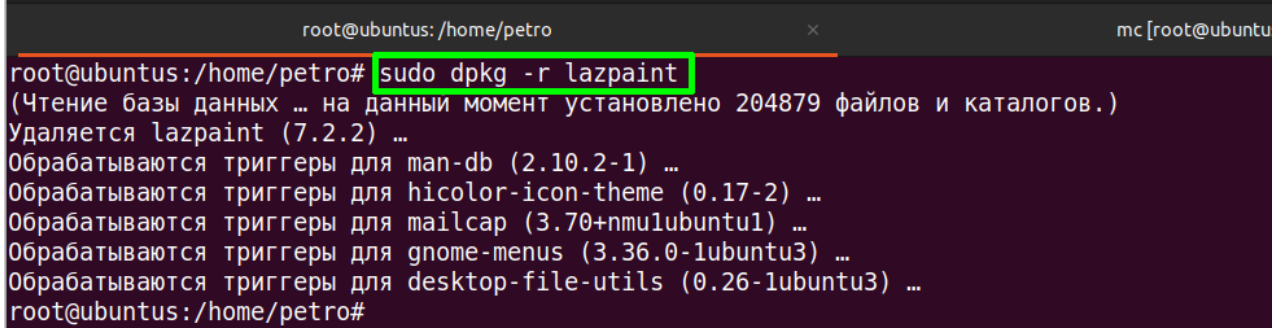 root@ubuntus: /home/petro × mc [root@ubuntus
root@ubuntus:/home/petro# sudo dpkg -r lazpaint
(Чтение базы данных … на данный момент установлено 204879 файлов и каталогов.)
Удаляется lazpaint (7.2.2) …
Обрабатываются триггеры для man-db (2.10.2-1) …
Обрабатываются триггеры для hicolor-icon-theme (0.17-2) …
Обрабатываются триггеры для mailcap (3.70+nmu1ubuntu1) …
Обрабатываются триггеры для gnome-menus (3.36.0-1ubuntu3) …
Обрабатываются триггеры для desktop-file-utils (0.26-1ubuntu3) …
root@ubuntus:/home/petro#